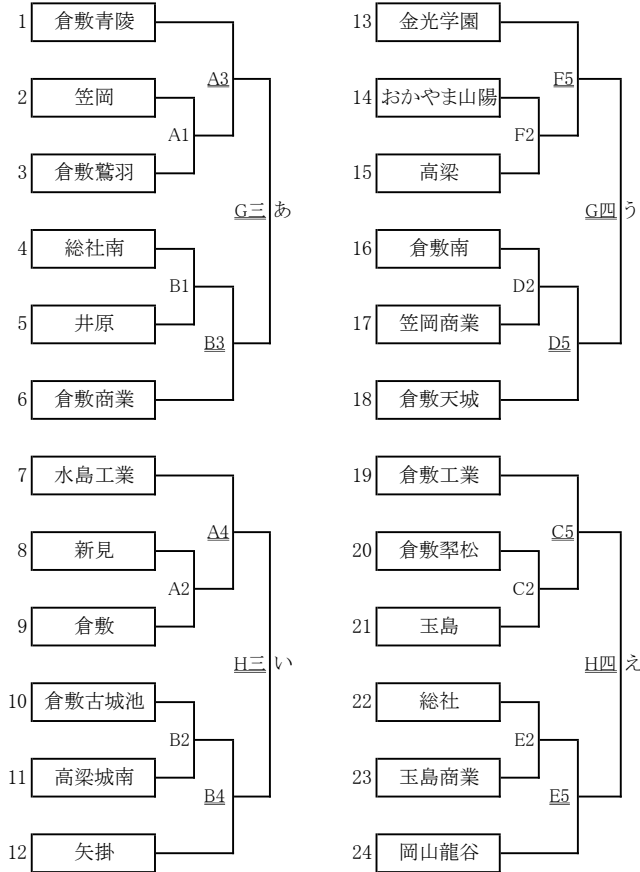 1 倉敷青陵
A3
2 笠岡
A1
3 倉敷鷲羽
G三 あ
4 総社南
B1
5 井原
B3
6 倉敷商業
7 水島工業
A4
8 新見
A2
9 倉敷
H三 い
10 倉敷古城池
B2
11 高梁城南
B4
12 矢掛
13 金光学園
F5
14 おかやま山陽
F2
15 高梁
G四 う
16 倉敷南
D2
17 笠岡商業
D5
18 倉敷天城
19 倉敷工業
C5
20 倉敷翠松
C2
21 玉島
H四 え
22 総社
E2
23 玉島商業
E5
24 岡山龍谷